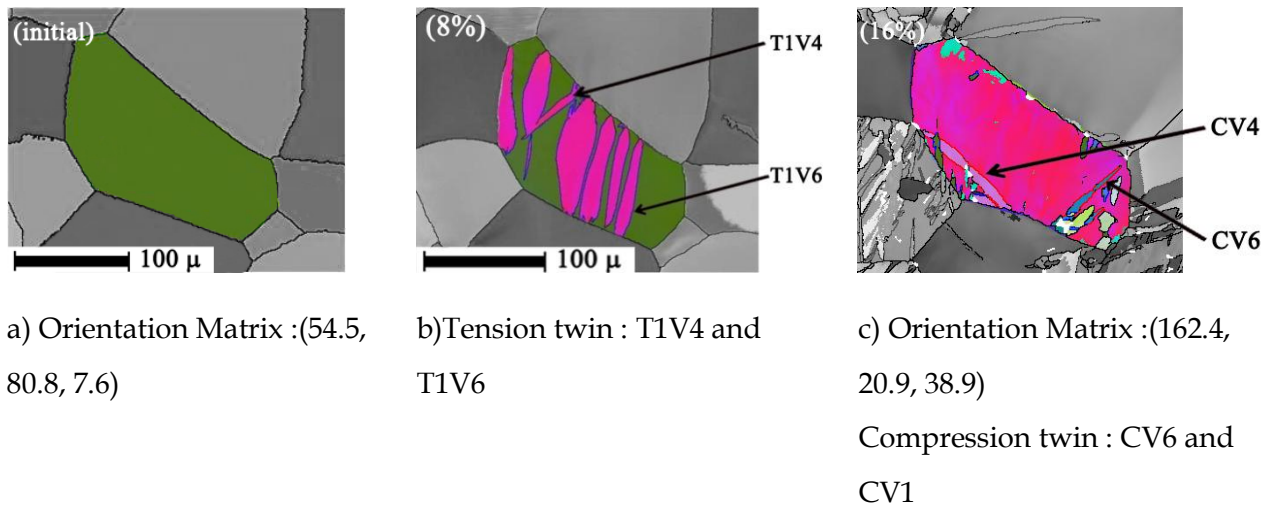 (initial)
100 µ
(8%)
T1V4
T1V6
100 µ
(16%)
CV4
CV6
a) Orientation Matrix :(54.5,
80.8, 7.6)
b)Tension twin : T1V4 and
T1V6
c) Orientation Matrix :(162.4,
20.9, 38.9)
Compression twin : CV6 and
CV1